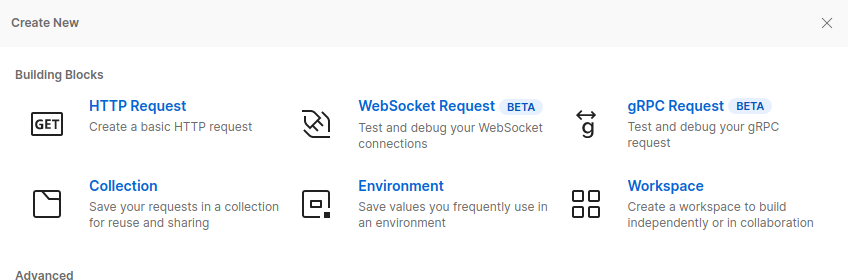 Create New
Building Blocks
GET
HTTP Request
Create a basic HTTP request
WebSocket Request BETA
Test and debug your WebSocket
connections
g
gRPC Request BETA
Test and debug your gRPC
request
Collection
Save your requests in a collection
for reuse and sharing
Environment
Save values you frequently use in
an environment
Workspace
Create a workspace to build
independently or in collaboration
Advanced